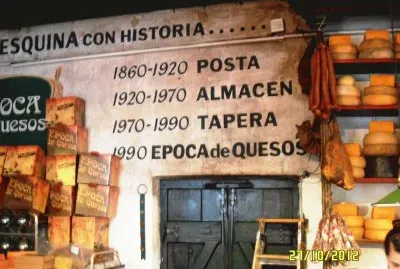 ESQUINA CON HISTORIA......
1860-1920 POSTA
1920-1970 ALMACEN
1970-1990 TAPERA
1990 EPOCA de QUESOS
EPOCA
QUESOS
27/10/2012